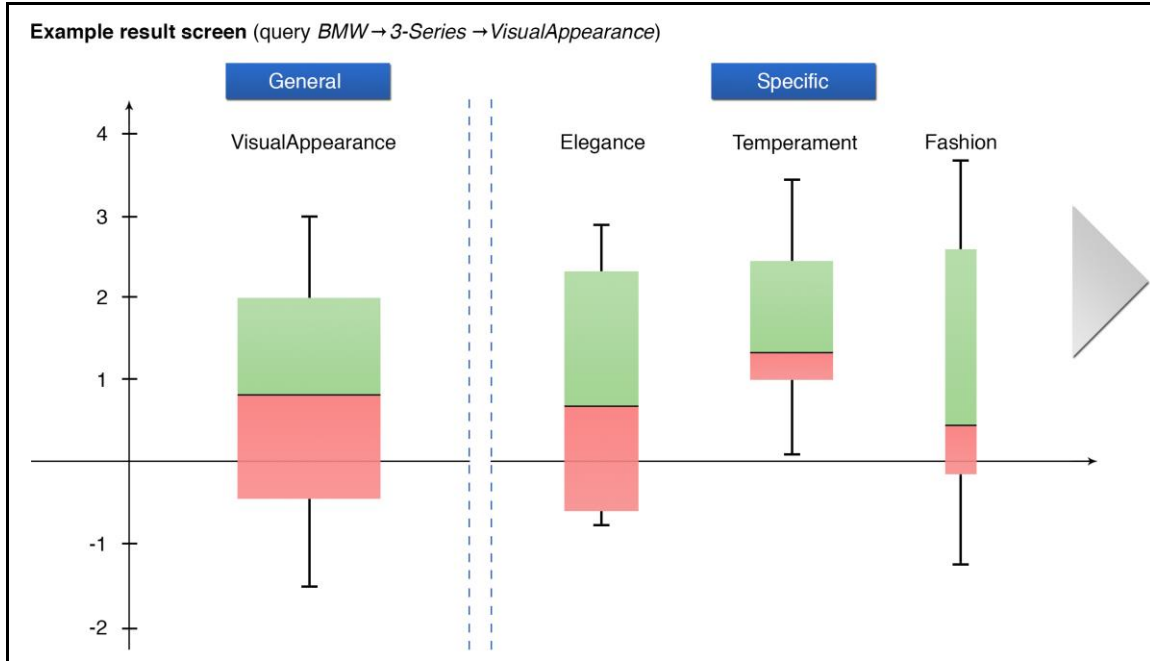 Example result screen (query BMW → 3-Series → VisualAppearance)
General
Specific
VisualAppearance
Elegance
Temperament
Fashion
4
3
2
1
-1
-2